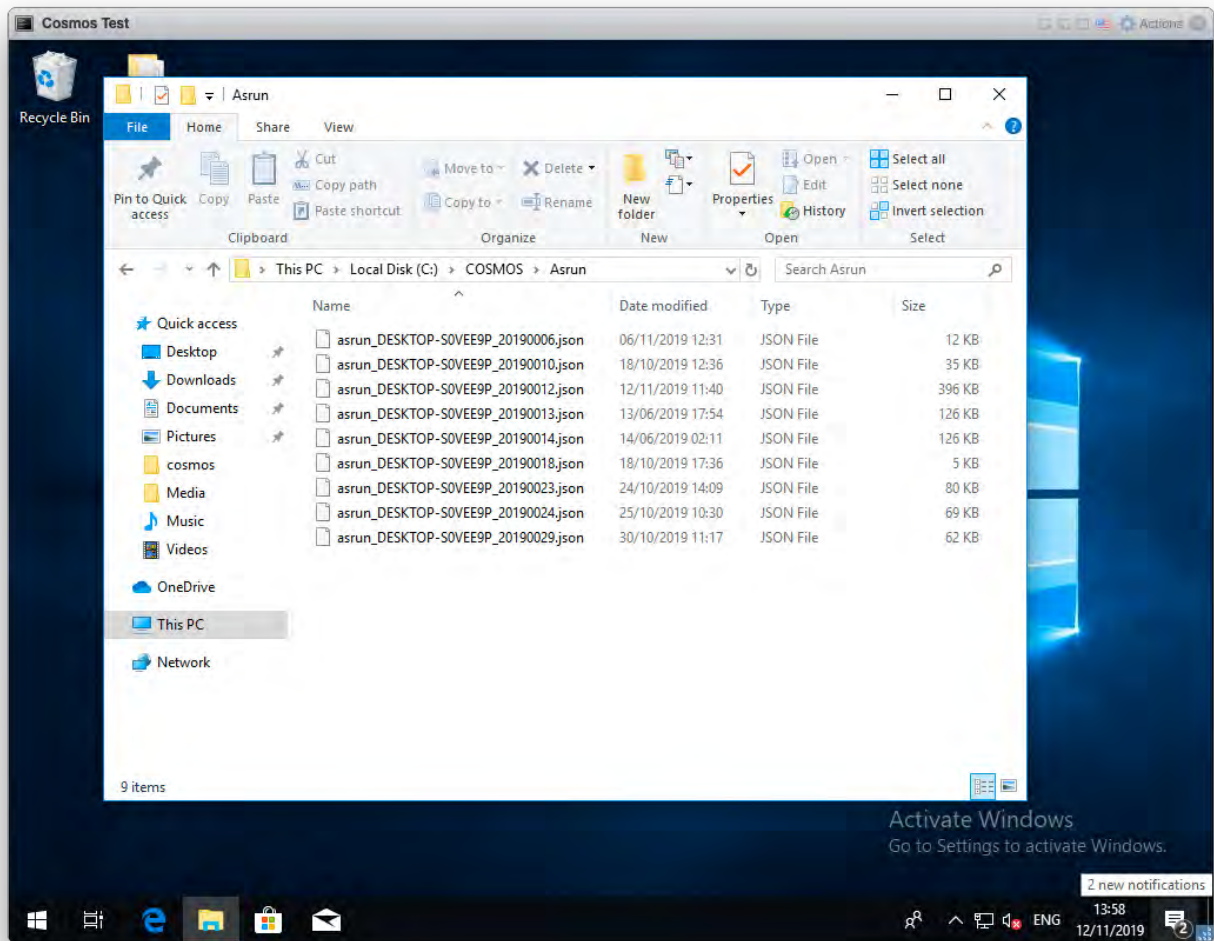 Cosmos Test
Actions
Recycle Bin
Asrun
File Home Share View
Pin to Quick access
Copy
Paste
Cut
Copy path
Paste shortcut
Move to
Copy to
Delete
Rename
New folder
Properties
Open
Edit
History
Select all
Select none
Invert selection
Clipboard Organize New Open Select
This PC > Local Disk (C:) > COSMOS > Asrun
Search Asrun
Name Date modified Type Size
Quick access
Desktop
Downloads
Documents
Pictures
cosmos
Media
Music
Videos
OneDrive
This PC
Network
asrun_DESKTOP-S0VEE9P_20190006.json 06/11/2019 12:31 JSON File 12 KB
asrun_DESKTOP-S0VEE9P_20190010.json 18/10/2019 12:36 JSON File 35 KB
asrun_DESKTOP-S0VEE9P_20190012.json 12/11/2019 11:40 JSON File 396 KB
asrun_DESKTOP-S0VEE9P_20190013.json 13/06/2019 17:54 JSON File 126 KB
asrun_DESKTOP-S0VEE9P_20190014.json 14/06/2019 02:11 JSON File 126 KB
asrun_DESKTOP-S0VEE9P_20190018.json 18/10/2019 17:36 JSON File 5 KB
asrun_DESKTOP-S0VEE9P_20190023.json 24/10/2019 14:09 JSON File 80 KB
asrun_DESKTOP-S0VEE9P_20190024.json 25/10/2019 10:30 JSON File 69 KB
asrun_DESKTOP-S0VEE9P_20190029.json 30/10/2019 11:17 JSON File 62 KB
9 items
Activate Windows
Go to Settings to activate Windows.
2 new notifications
ENG
13:58
12/11/2019
2